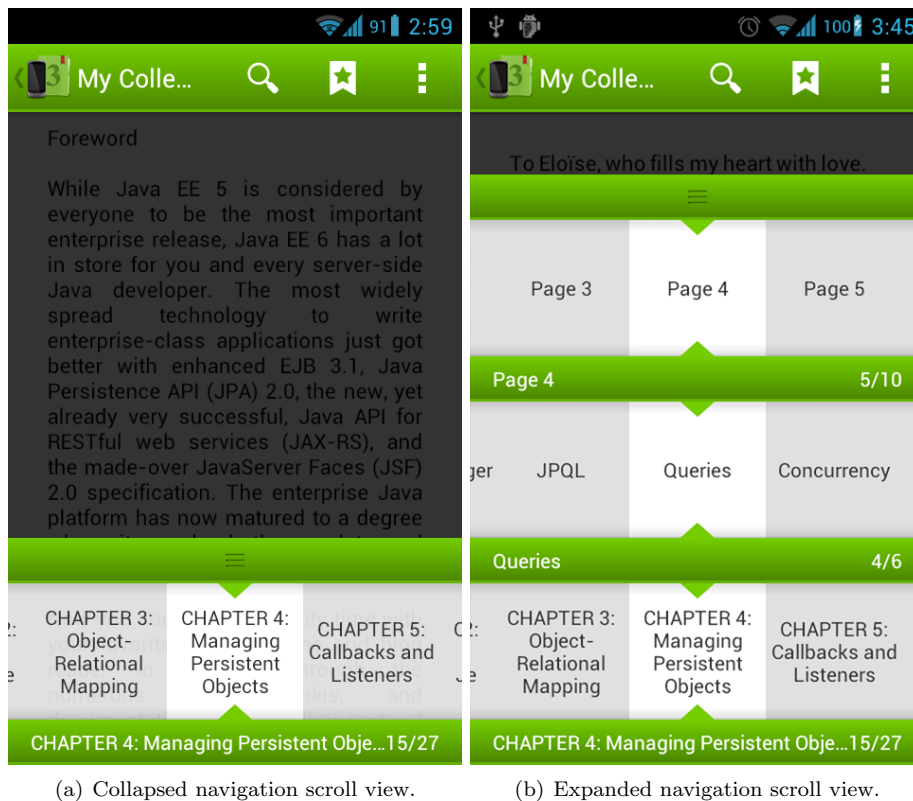 91 2:59
3 My Colle...
Foreword
While Java EE 5 is considered by
everyone to be the most important
enterprise release, Java EE 6 has a lot
in store for you and every server-side
Java developer. The most widely
spread technology to write
enterprise-class applications just got
better with enhanced EJB 3.1, Java
Persistence API (JPA) 2.0, the new, yet
already very successful, Java API for
RESTful web services (JAX-RS), and
the made-over JavaServer Faces (JSF)
2.0 specification. The enterprise Java
platform has now matured to a degree
CHAPTER 3:
Object-
Relational
Mapping
CHAPTER 4:
Managing
Persistent
Objects
CHAPTER 5:
Callbacks and
Listeners
CHAPTER 4: Managing Persistent Obje...15/27
(a) Collapsed navigation scroll view.
100 3:45
3 My Colle...
To Eloïse, who fills my heart with love.
Page 3
Page 4
Page 5
Page 4 5/10
ger
JPQL
Queries
Concurrency
Queries 4/6
CHAPTER 3:
Object-
Relational
Mapping
CHAPTER 4:
Managing
Persistent
Objects
CHAPTER 5:
Callbacks and
Listeners
CHAPTER 4: Managing Persistent Obje...15/27
(b) Expanded navigation scroll view.